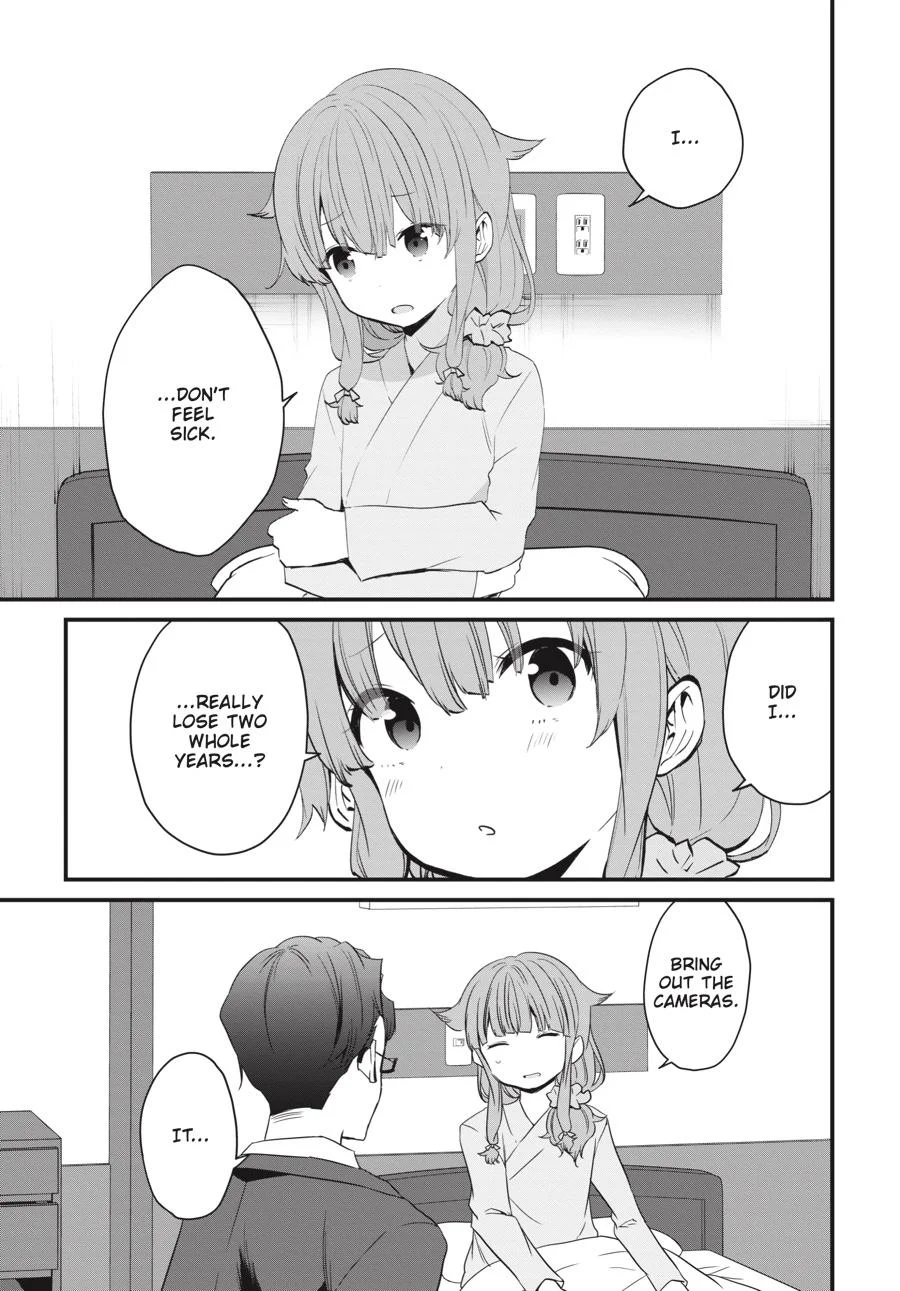 I...
...DON'T
FEEL
SICK.
DID
I...
...REALLY
LOSE TWO
WHOLE
YEARS...?
BRING
OUT THE
CAMERAS.
IT...